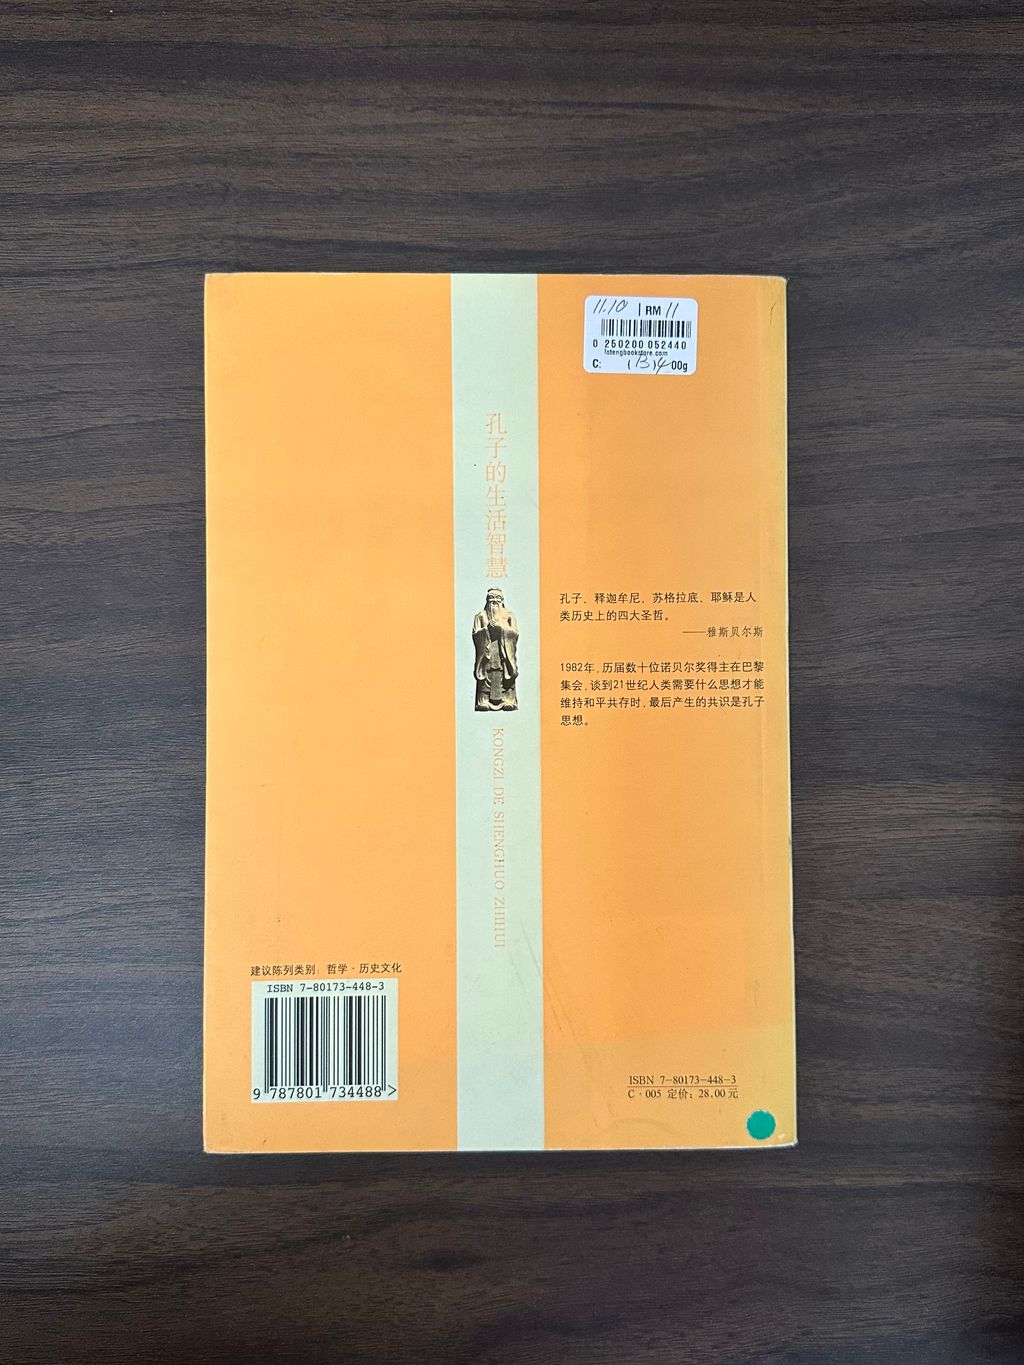 11.10 | RM 11
0 250200 052440
lotengbookstore.com
C: (B)4 00g
孔子的生活智慧
孔子、释迦牟尼、苏格拉底、耶稣是人
类历史上的四大圣哲。
——雅斯贝尔斯
1982年，历届数十位诺贝尔奖得主在巴黎
集会，谈到21世纪人类需要什么思想才能
维持和平共存时，最后产生的共识是孔子
思想。
KONGZI DE SHENGHUO ZHIHUI
建议陈列类别：哲学·历史文化
ISBN 7-80173-448-3
9 787801 734488 >
ISBN 7-80173-448-3
C·005 定价：28.00元